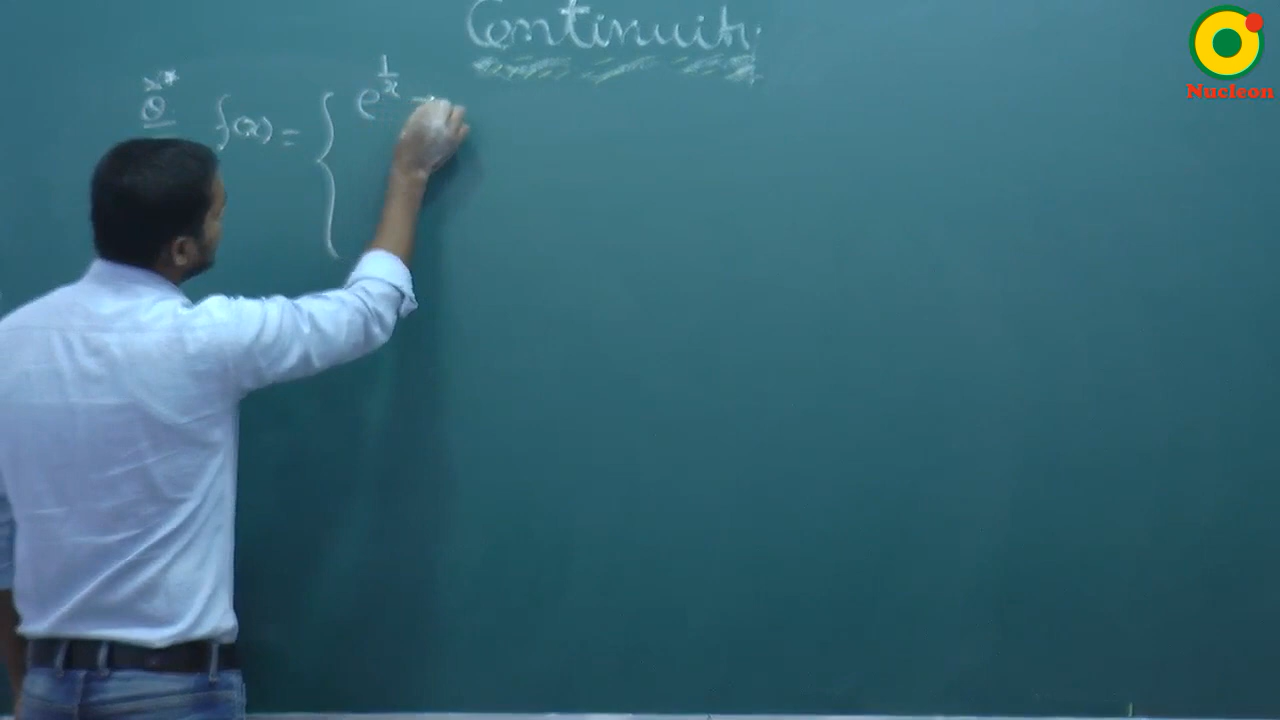 Continuity
Nucleon
Q f(x) = { e^{1/x} -